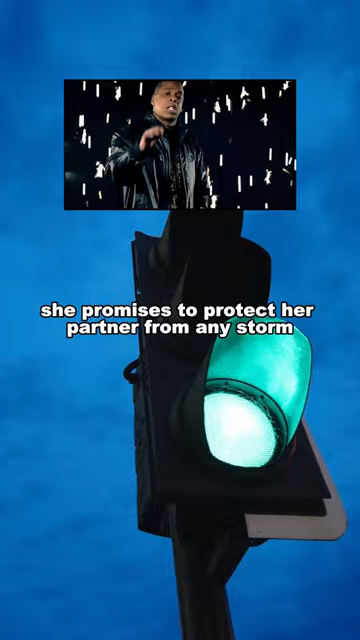 she promises to protect her
partner from any storm